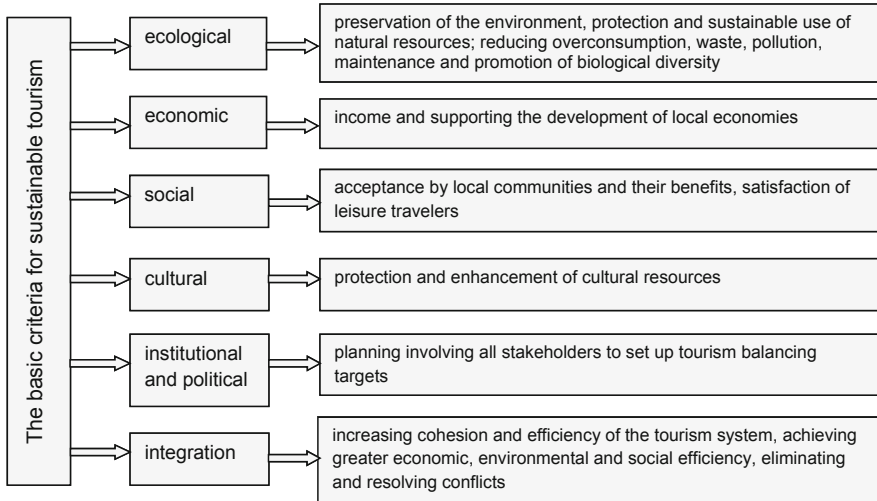 The basic criteria for sustainable tourism
ecological
preservation of the environment, protection and sustainable use of
natural resources; reducing overconsumption, waste, pollution,
maintenance and promotion of biological diversity
economic
income and supporting the development of local economies
social
acceptance by local communities and their benefits, satisfaction of
leisure travelers
cultural
protection and enhancement of cultural resources
institutional
and political
planning involving all stakeholders to set up tourism balancing
targets
integration
increasing cohesion and efficiency of the tourism system, achieving
greater economic, environmental and social efficiency, eliminating
and resolving conflicts